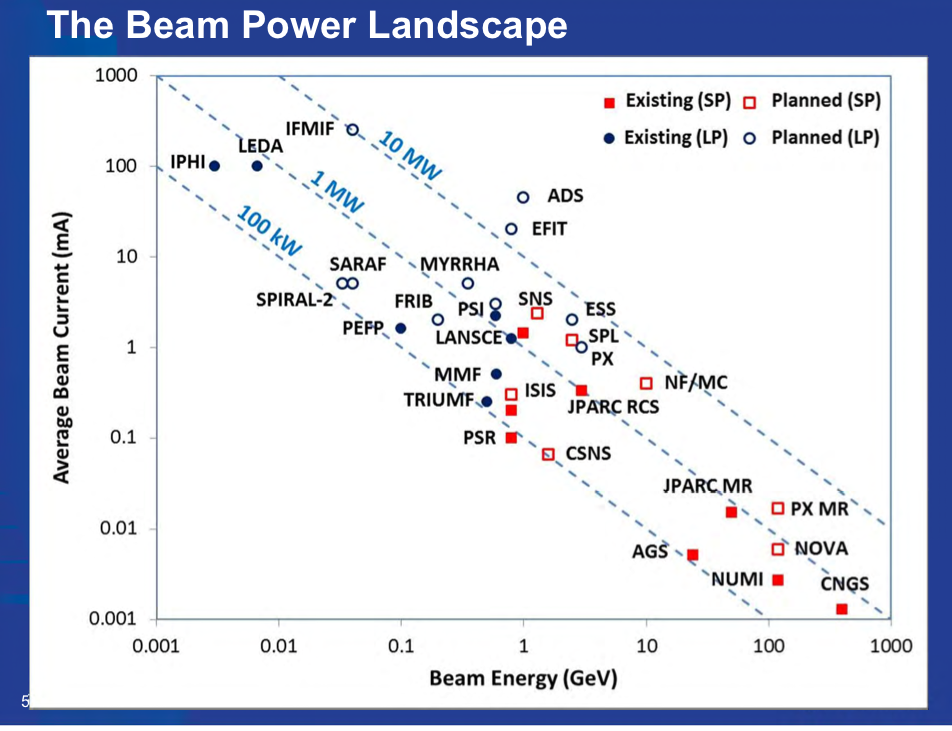 The Beam Power Landscape
1000
Existing (SP)
Planned (SP)
IFMIF
Existing (LP)
Planned (LP)
LEDA
10 MW
IPHI
100
1 MW
ADS
100 kW
EFIT
Average Beam Current (mA)
10
SARAF
MYRRHA
SPIRAL-2
FRIB
SNS
PSI
ESS
PEFP
LANSCE
SPL
1
PX
MMF
NF/MC
TRIUMF
ISIS
JPARC RCS
0.1
PSR
CSNS
JPARC MR
PX MR
0.01
AGS
NOVA
NUMI
CNGS
0.001
0.001
0.01
0.1
1
10
100
1000
Beam Energy (GeV)
5